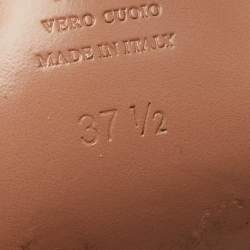 VERO CUOIO
MADE IN ITALY
37 ½